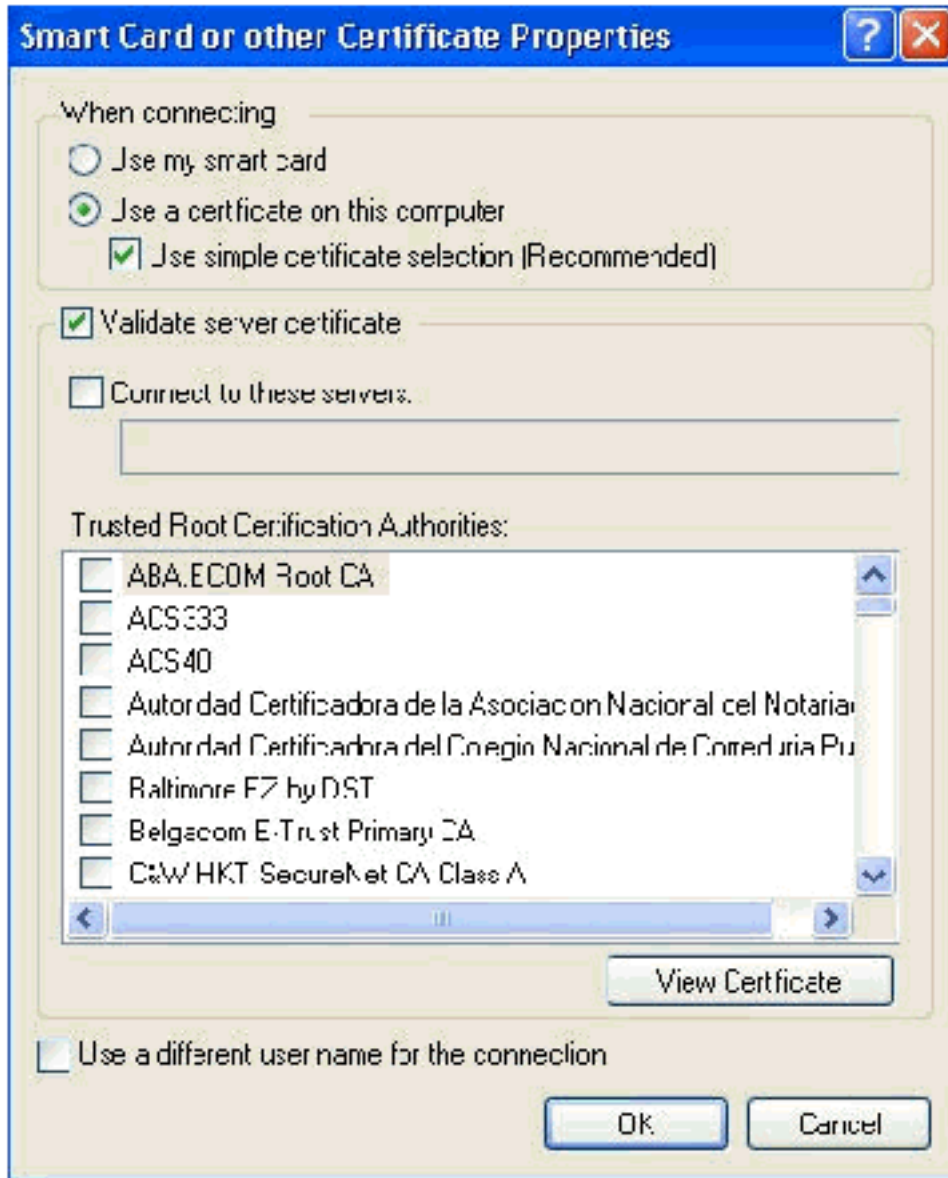 Smart Card or other Certificate Properties
When connecting
Use my smart card
Use a certificate on this computer
Use simple certificate selection (Recommended)
Validate server certificate
Connect to these servers:
Trusted Root Certification Authorities:
ABA.ECOM Root CA
ACS333
ACS40
Autoridad Certificadora de la Asociacion Nacional del Notaria
Autoridad Certificadora del Colegio Nacional de Correduria Pu
Baltimore EZ by DST
Belgacom E-Trust Primary CA
C&W HKT SecureNet CA Class A
View Certificate
Use a different user name for the connection
OK Cancel